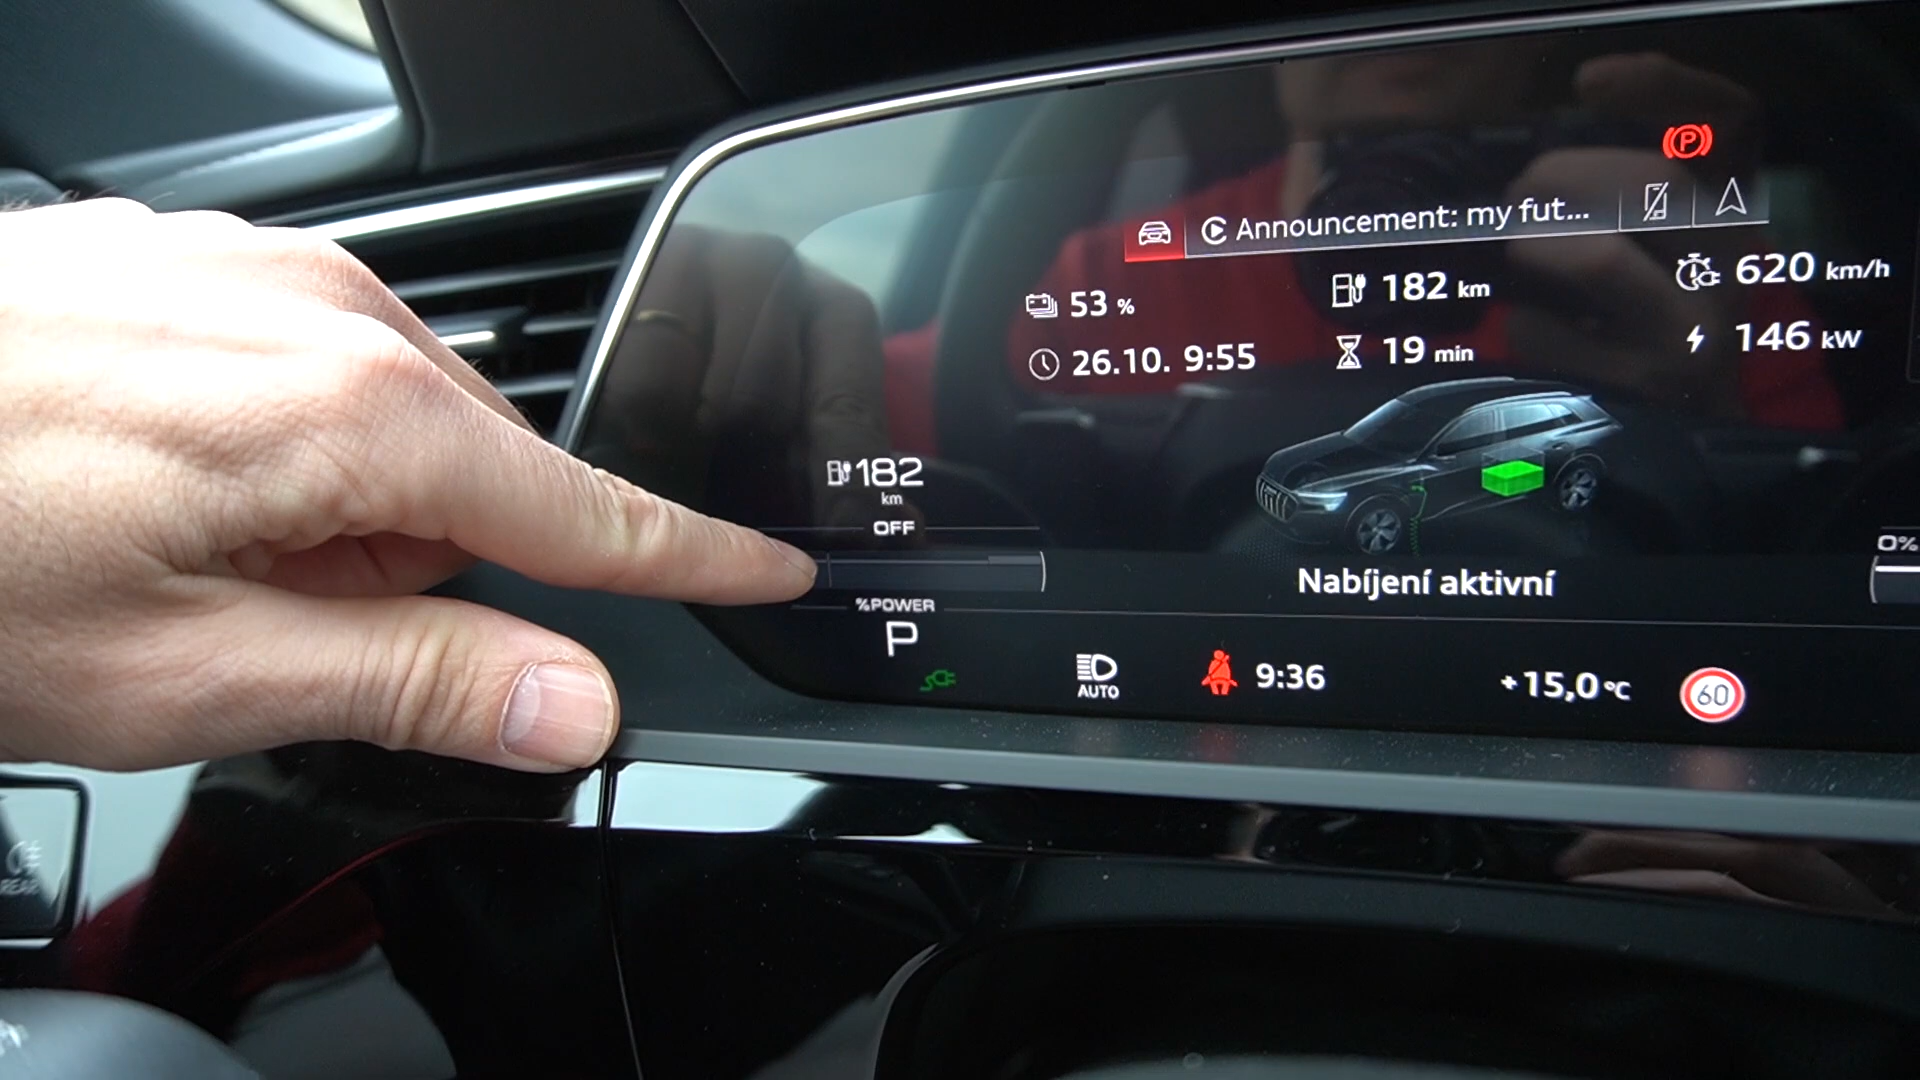 Announcement: my fut...
53 %
182 km
620 km/h
26.10. 9:55
19 min
146 kW
182
km
OFF
Nabíjení aktivní
0%
%POWER
P
AUTO
9:36
+15,0°C
60
REAR